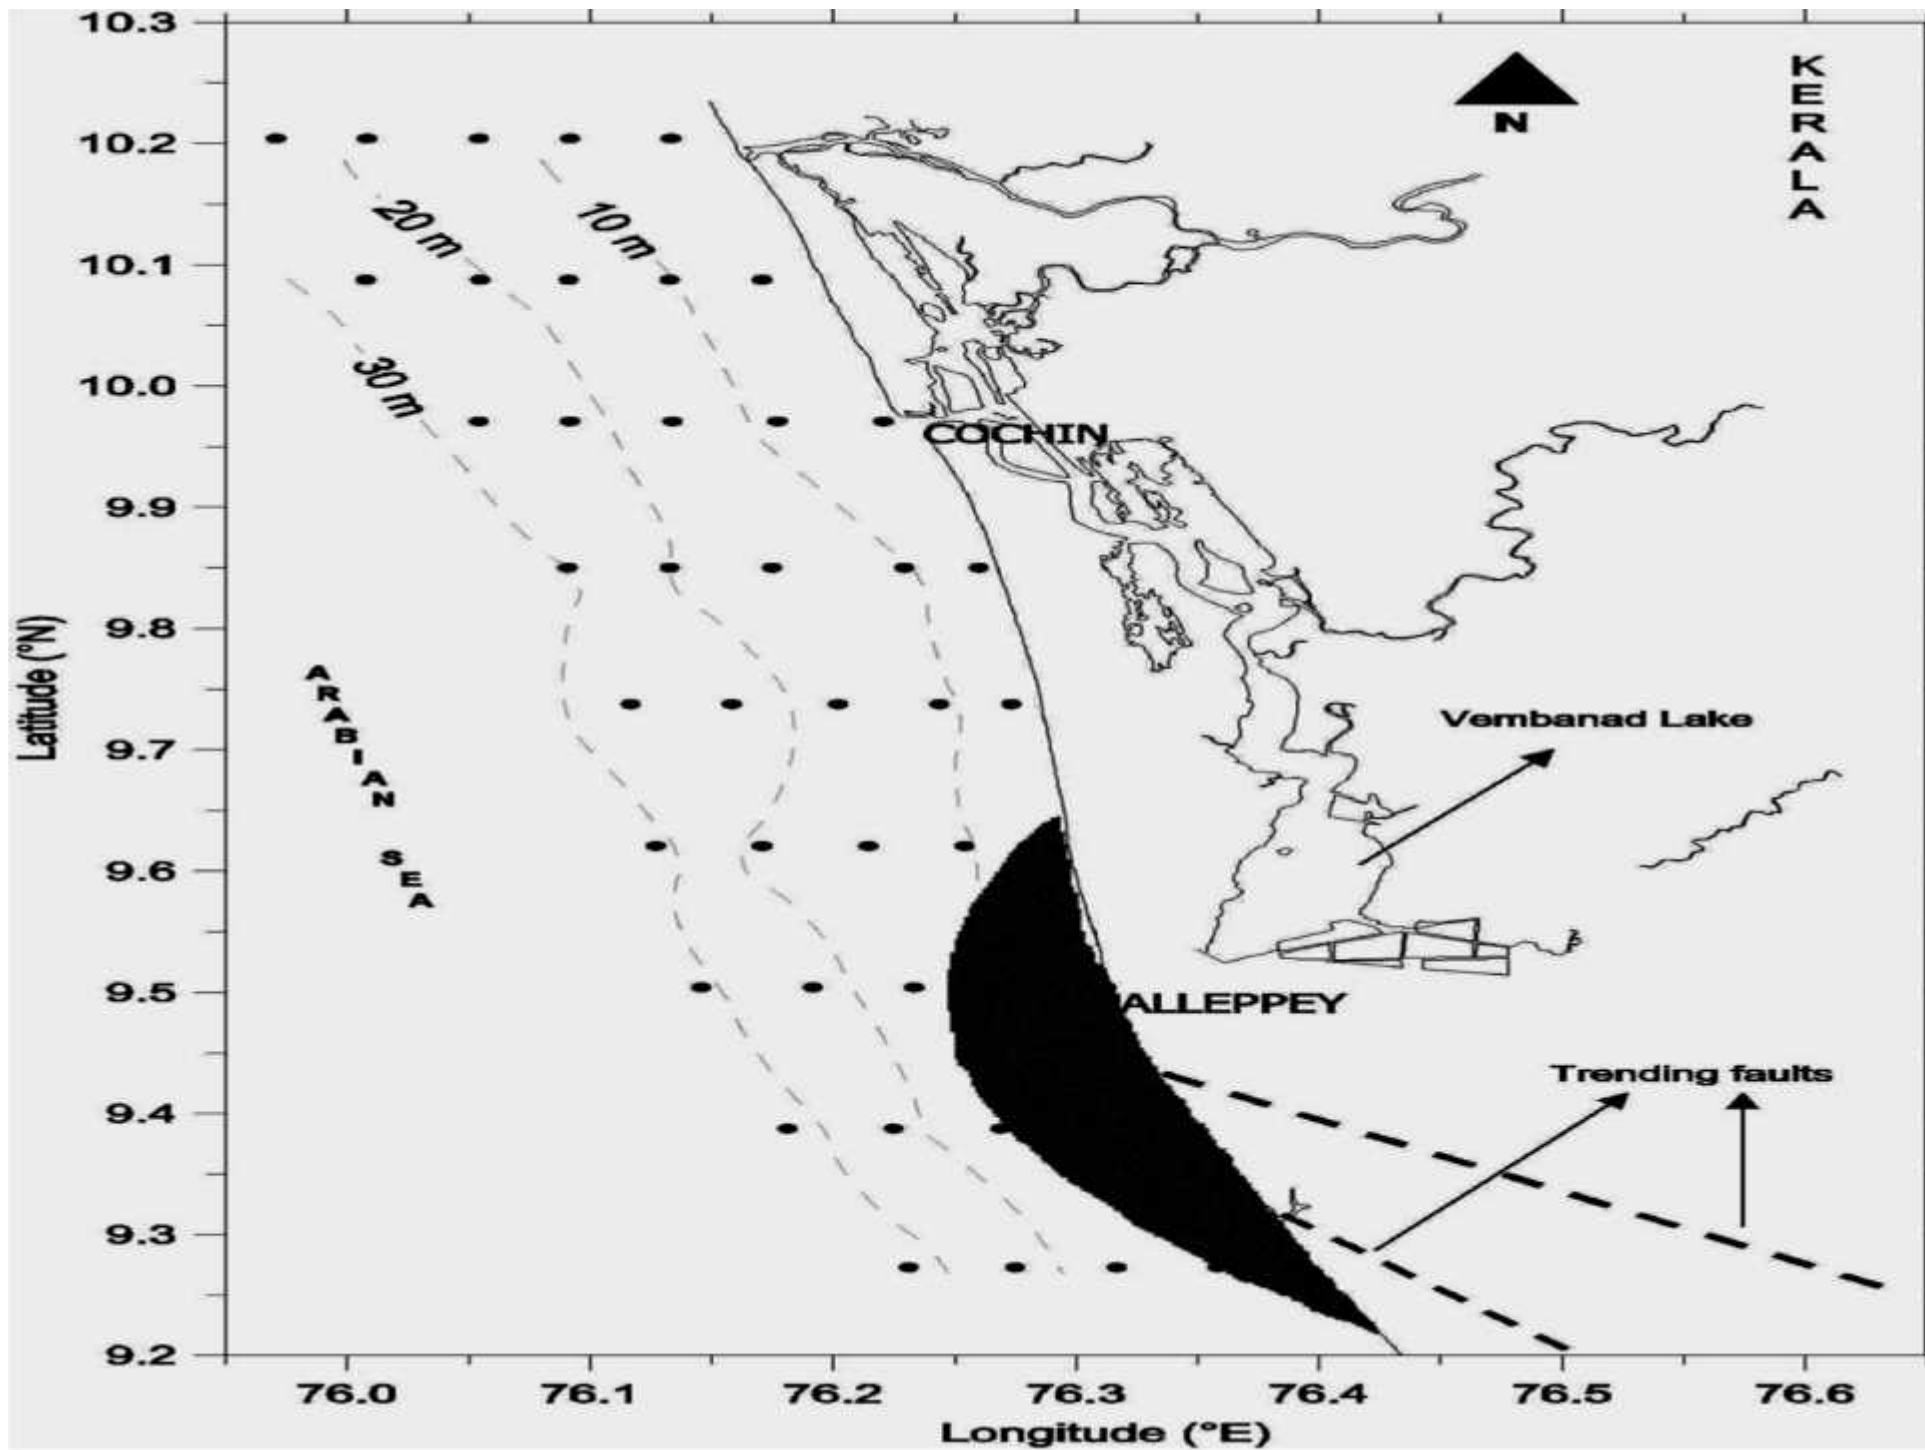 10.3
10.2
10.1
10.0
9.9
9.8
9.7
9.6
9.5
9.4
9.3
9.2
Latitude (°N)
76.0 76.1 76.2 76.3 76.4 76.5 76.6
Longitude (°E)
KERALA
N
20 m
10 m
30 m
COCHIN
ARABIAN SEA
Vembanad Lake
ALLEPPEY
Trending faults